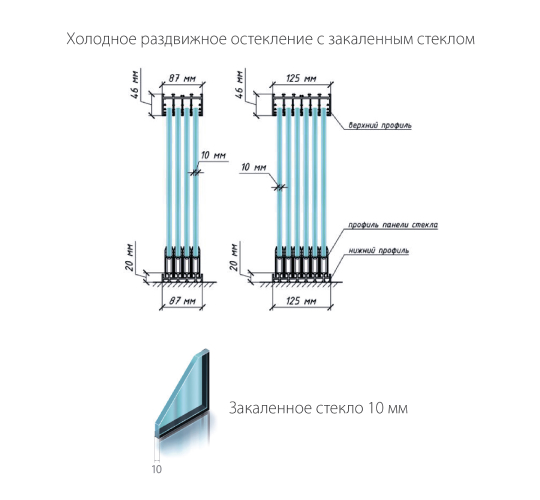 Холодное раздвижное остекление с закаленным стеклом
87 мм
125 мм
46 мм
46 мм
верхний профиль
10 мм
10 мм
профиль панели стекла
нижний профиль
20 мм
20 мм
87 мм
125 мм
Закаленное стекло 10 мм
10